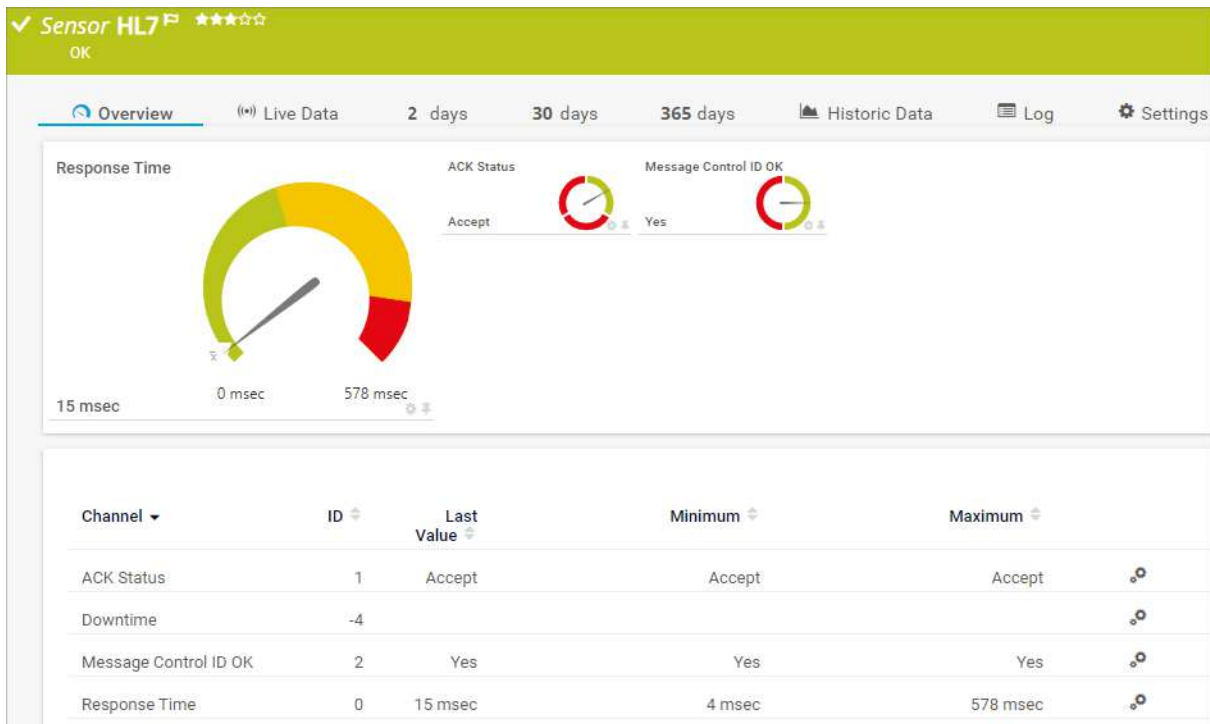 Sensor HL7
OK
Overview Live Data 2 days 30 days 365 days Historic Data Log Settings
Response Time
15 msec
0 msec 578 msec
x
ACK Status
Accept
Message Control ID OK
Yes
Channel ID Last Value Minimum Maximum
ACK Status 1 Accept Accept Accept
Downtime -4
Message Control ID OK 2 Yes Yes Yes
Response Time 0 15 msec 4 msec 578 msec